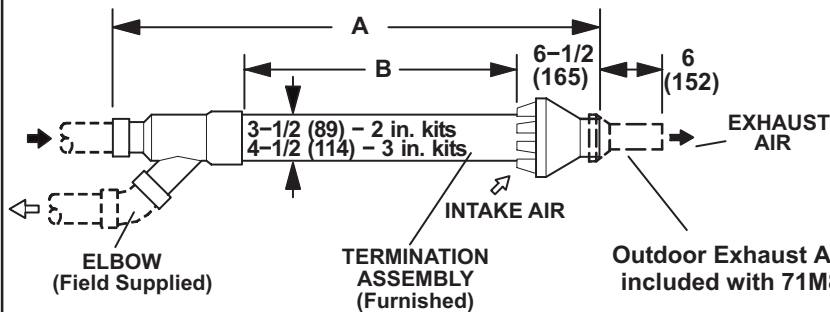 A
B
6−1/2
(165)
6
(152)
3−1/2 (89) − 2 in. kits
4−1/2 (114) − 3 in. kits
EXHAUST
AIR
INTAKE AIR
ELBOW
(Field Supplied)
TERMINATION
ASSEMBLY
(Furnished)
Outdoor Exhaust
included with